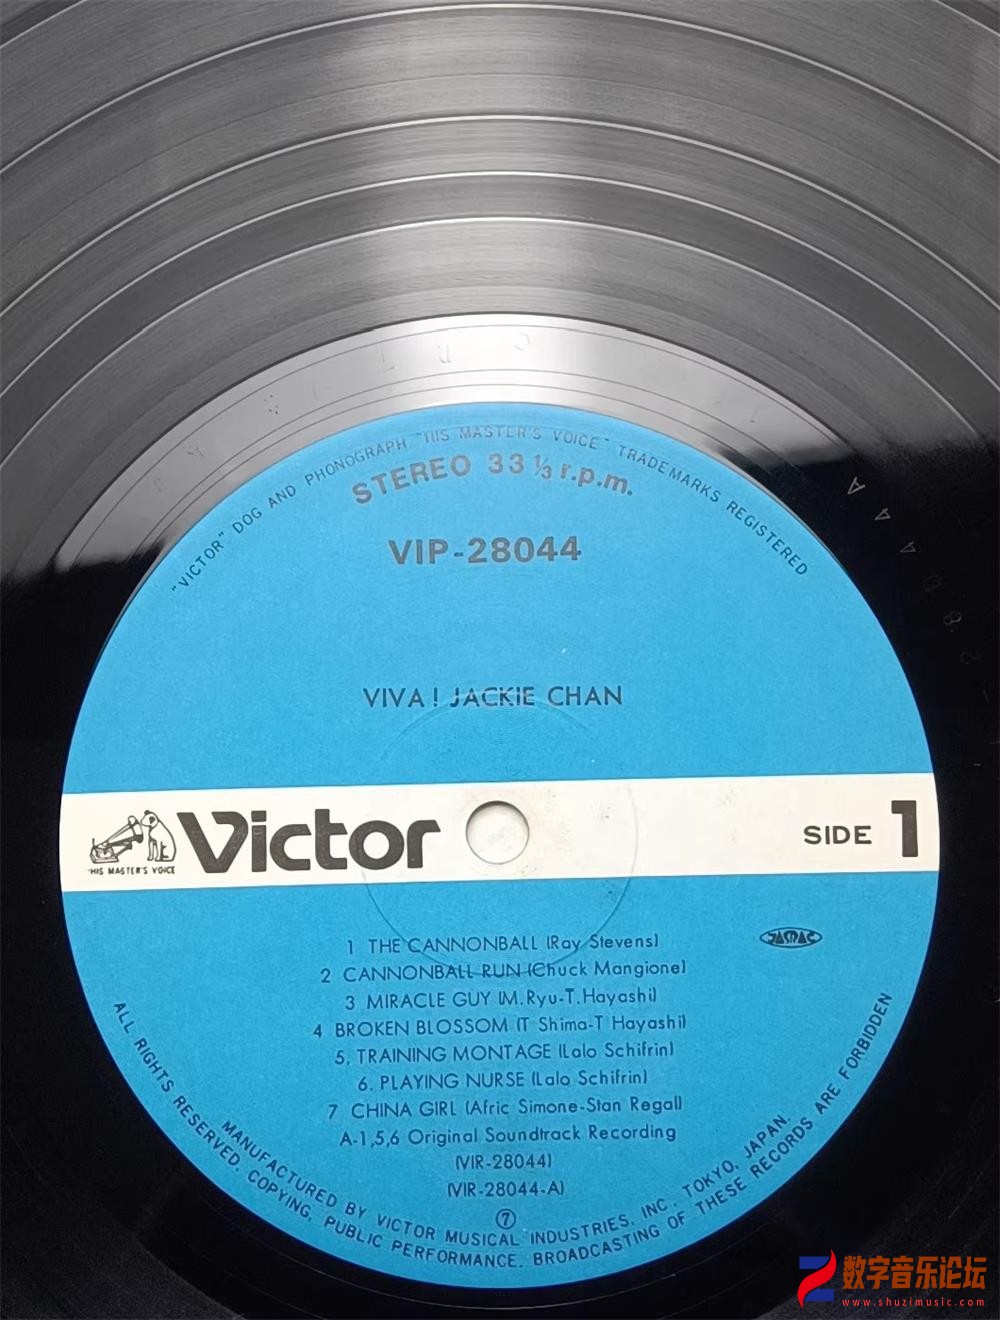 "VICTOR" DOG AND PHONOGRAPH "HIS MASTER'S VOICE" TRADEMARKS REGISTERED
STEREO 33 1/3 r.p.m.
VIP-28044
VIVA! JACKIE CHAN
"HIS MASTER'S VOICE
Victor
SIDE 1
JASRAC
1 THE CANNONBALL (Ray Stevens)
2 CANNONBALL RUN (Chuck Mangione)
3 MIRACLE GUY (M.Ryu-T.Hayashi)
4 BROKEN BLOSSOM (T Shima-T Hayashi)
5. TRAINING MONTAGE (Lalo Schifrin)
6. PLAYING NURSE (Lalo Schifrin)
7 CHINA GIRL (Afric Simone-Stan Regal)
A-1,5,6 Original Soundtrack Recording
(VIR-28044)
(VIR-28044-A)
⑦
MANUFACTURED BY VICTOR MUSICAL INDUSTRIES, INC. TOKYO, JAPAN.
ALL RIGHTS RESERVED. COPYING, PUBLIC PERFORMANCE, BROADCASTING OF THESE RECORDS ARE FORBIDDEN
数字音乐论坛
www.shuzimusic.com